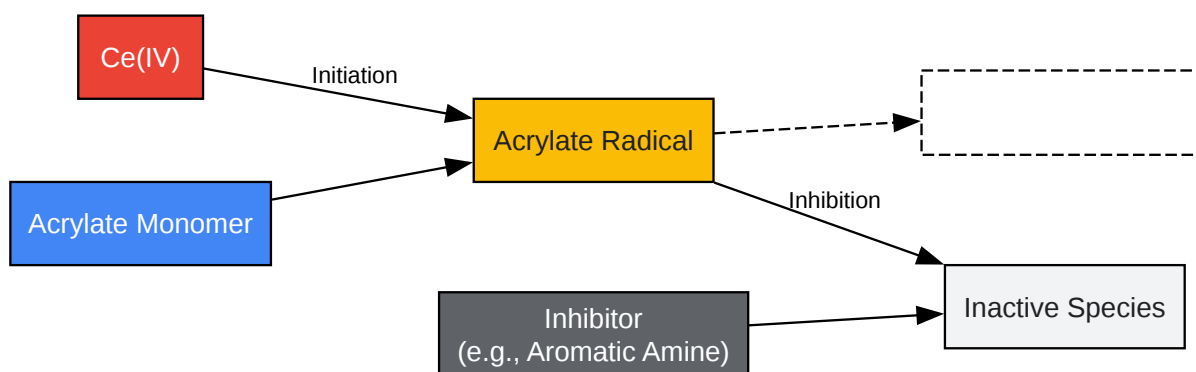 Ce(IV)
Initiation
Acrylate Radical
Acrylate Monomer
Inhibition
Inhibitor
(e.g., Aromatic Amine)
Inactive Species